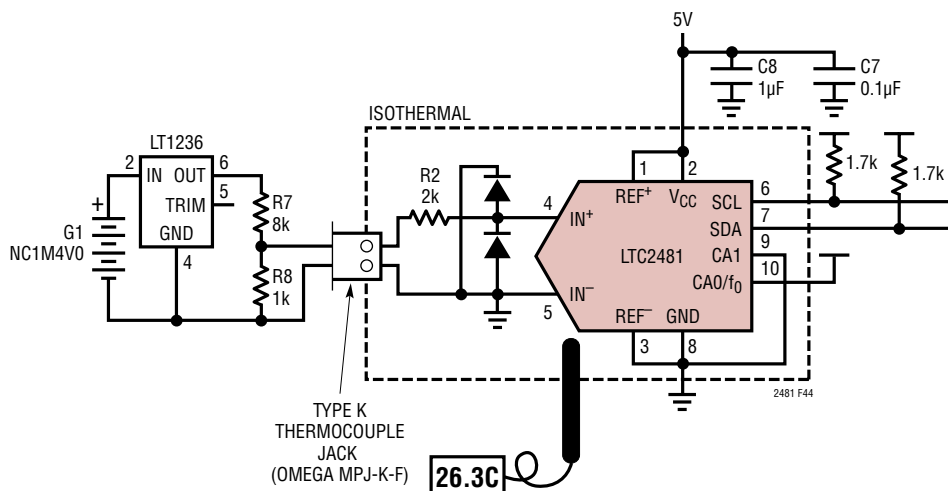 5V
C8
1µF
C7
0.1µF
ISOTHERMAL
LT1236
2
IN
OUT
6
TRIM
5
GND
4
+
G1
NC1M4V0
R7
8k
R8
1k
R2
2k
4
IN+
5
IN−
1
REF+
2
VCC
LTC2481
SCL
6
SDA
7
CA1
9
CA0/f0
10
REF−
3
GND
8
1.7k
1.7k
2481 F44
TYPE K
THERMOCOUPLE
JACK
(OMEGA MPJ-K-F)
26.3C